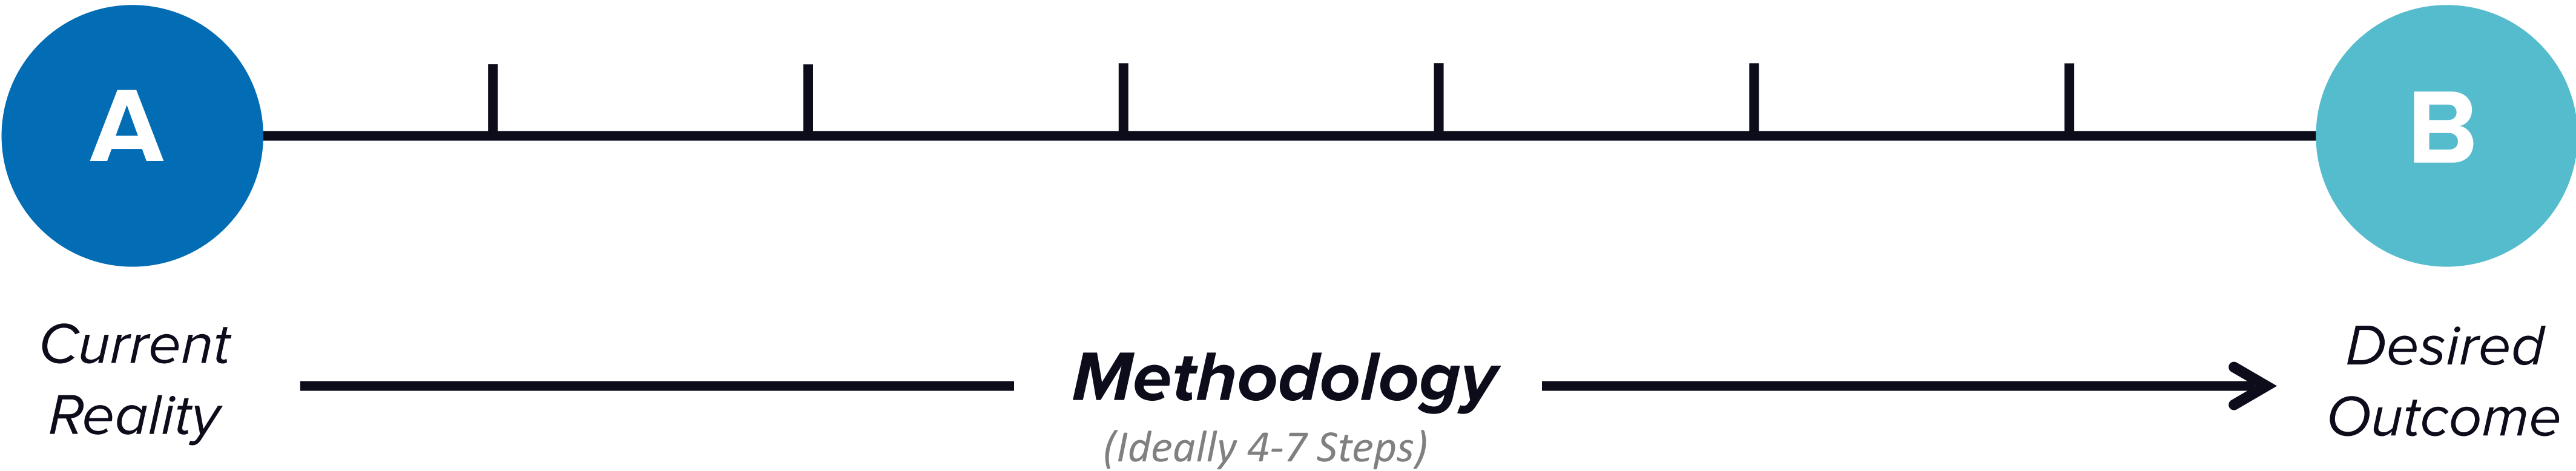 A
B
Current
Reality
Methodology
(Ideally 4-7 Steps)
Desired
Outcome